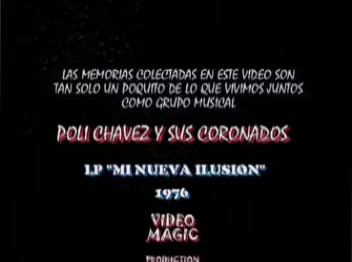 LAS MEMORIAS COLECTADAS EN ESTE VIDEO SON
TAN SOLO UN POQUITO DE LO QUE VIVIMOS JUNTOS
COMO GRUPO MUSICAL
POLI CHAVEZ Y SUS CORONADOS
LP "MI NUEVA ILUSION"
1976
VIDEO
MAGIC
PRODUCTION